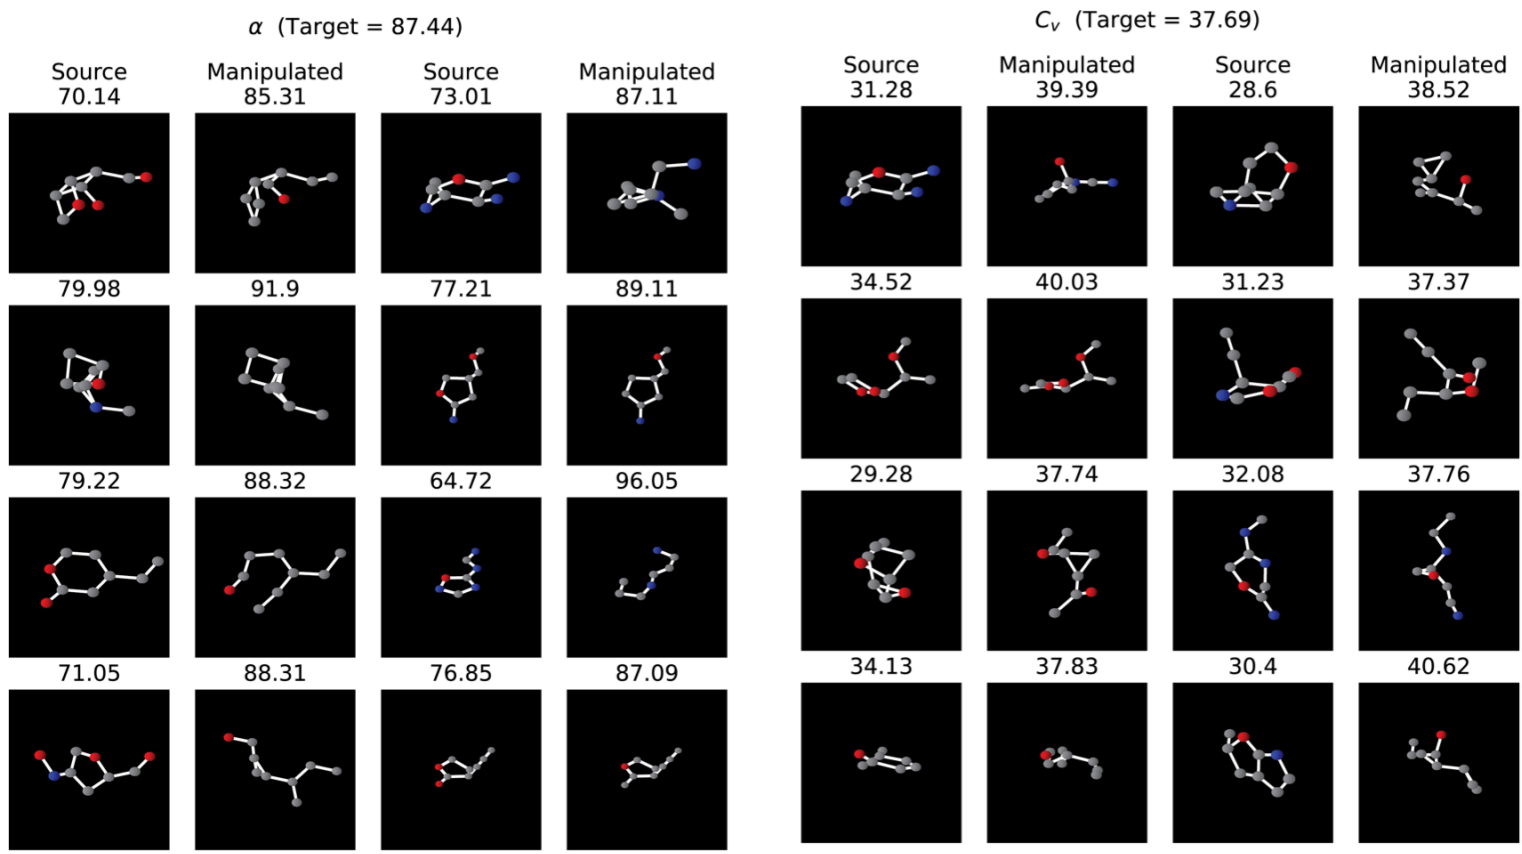 α (Target = 87.44)
Source Manipulated Source Manipulated
70.14 85.31 73.01 87.11
79.98 91.9 77.21 89.11
79.22 88.32 64.72 96.05
71.05 88.31 76.85 87.09
C_v (Target = 37.69)
Source Manipulated Source Manipulated
31.28 39.39 28.6 38.52
34.52 40.03 31.23 37.37
29.28 37.74 32.08 37.76
34.13 37.83 30.4 40.62